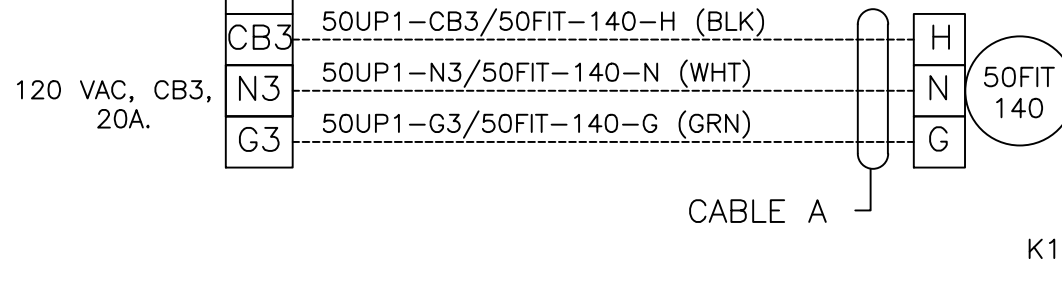 CB3 50UP1-CB3/50FIT-140-H (BLK) H
120 VAC, CB3, N3 50UP1-N3/50FIT-140-N (WHT) N 50FIT
20A. 140
G3 50UP1-G3/50FIT-140-G (GRN) G
CABLE A
K1